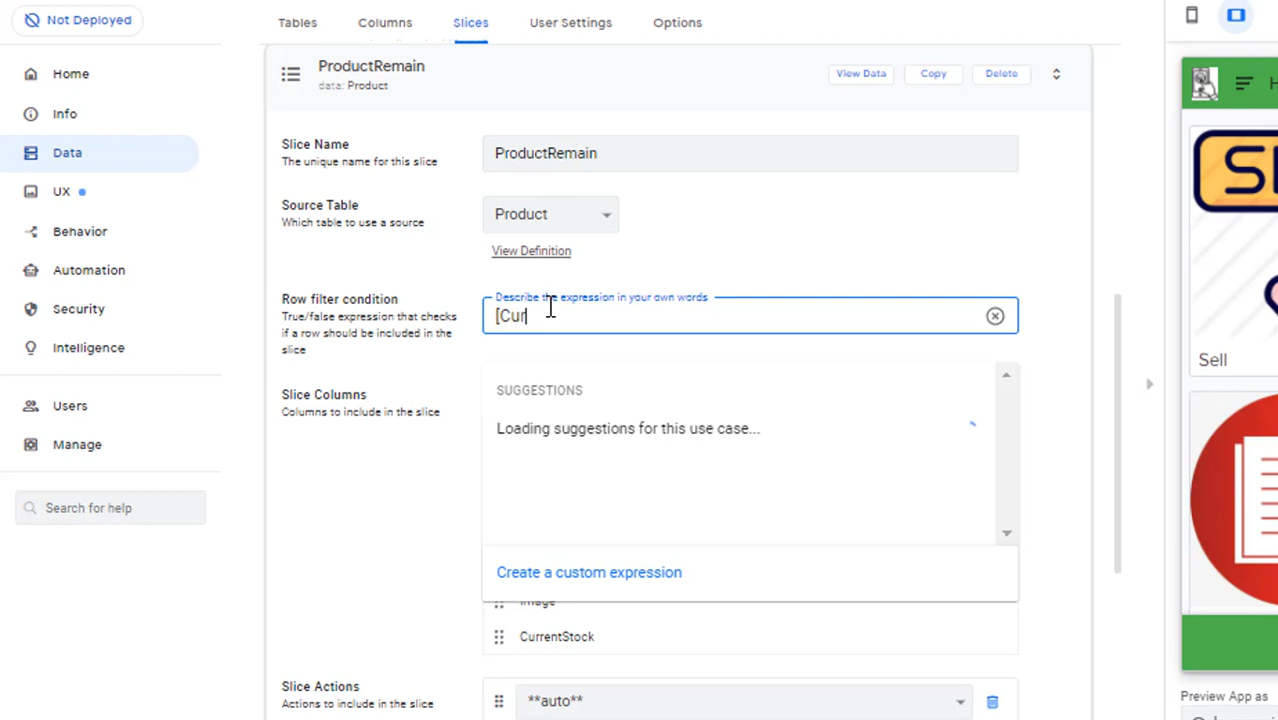 Not Deployed
Home
Info
Data
UX
Behavior
Automation
Security
Intelligence
Users
Manage
Search for help
Tables Columns Slices User Settings Options
ProductRemain
data: Product
View Data Copy Delete
Slice Name
The unique name for this slice
ProductRemain
Source Table
Which table to use a source
Product
View Definition
Row filter condition
True/false expression that checks
if a row should be included in the
slice
Describe the expression in your own words
[Cur
SUGGESTIONS
Loading suggestions for this use case...
Create a custom expression
Slice Columns
Columns to include in the slice
Image
CurrentStock
Slice Actions
Actions to include in the slice
**auto**
Sell
Preview App as